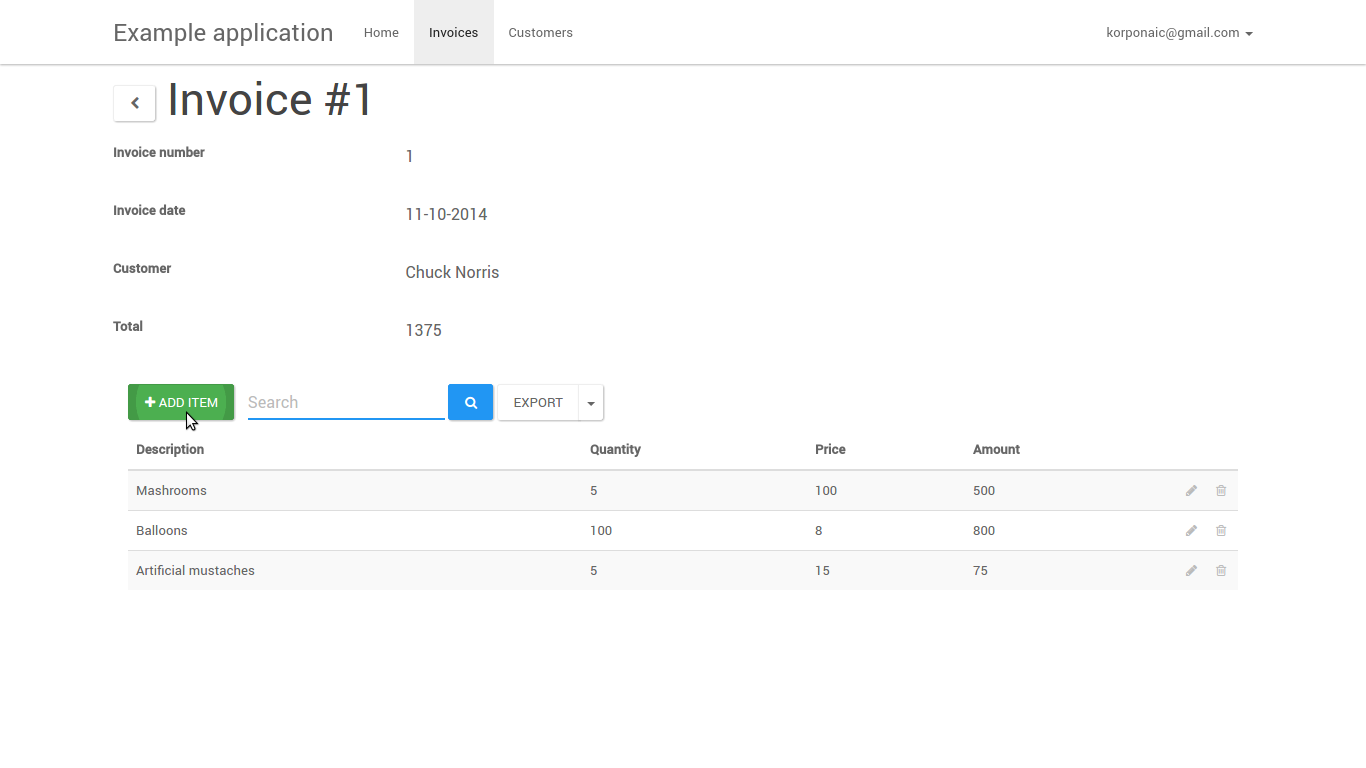 Example application Home Invoices Customers korponaic@gmail.com
Invoice #1
Invoice number 1
Invoice date 11-10-2014
Customer Chuck Norris
Total 1375
ADD ITEM Search EXPORT
Description Quantity Price Amount
Mashrooms 5 100 500
Balloons 100 8 800
Artificial mustaches 5 15 75